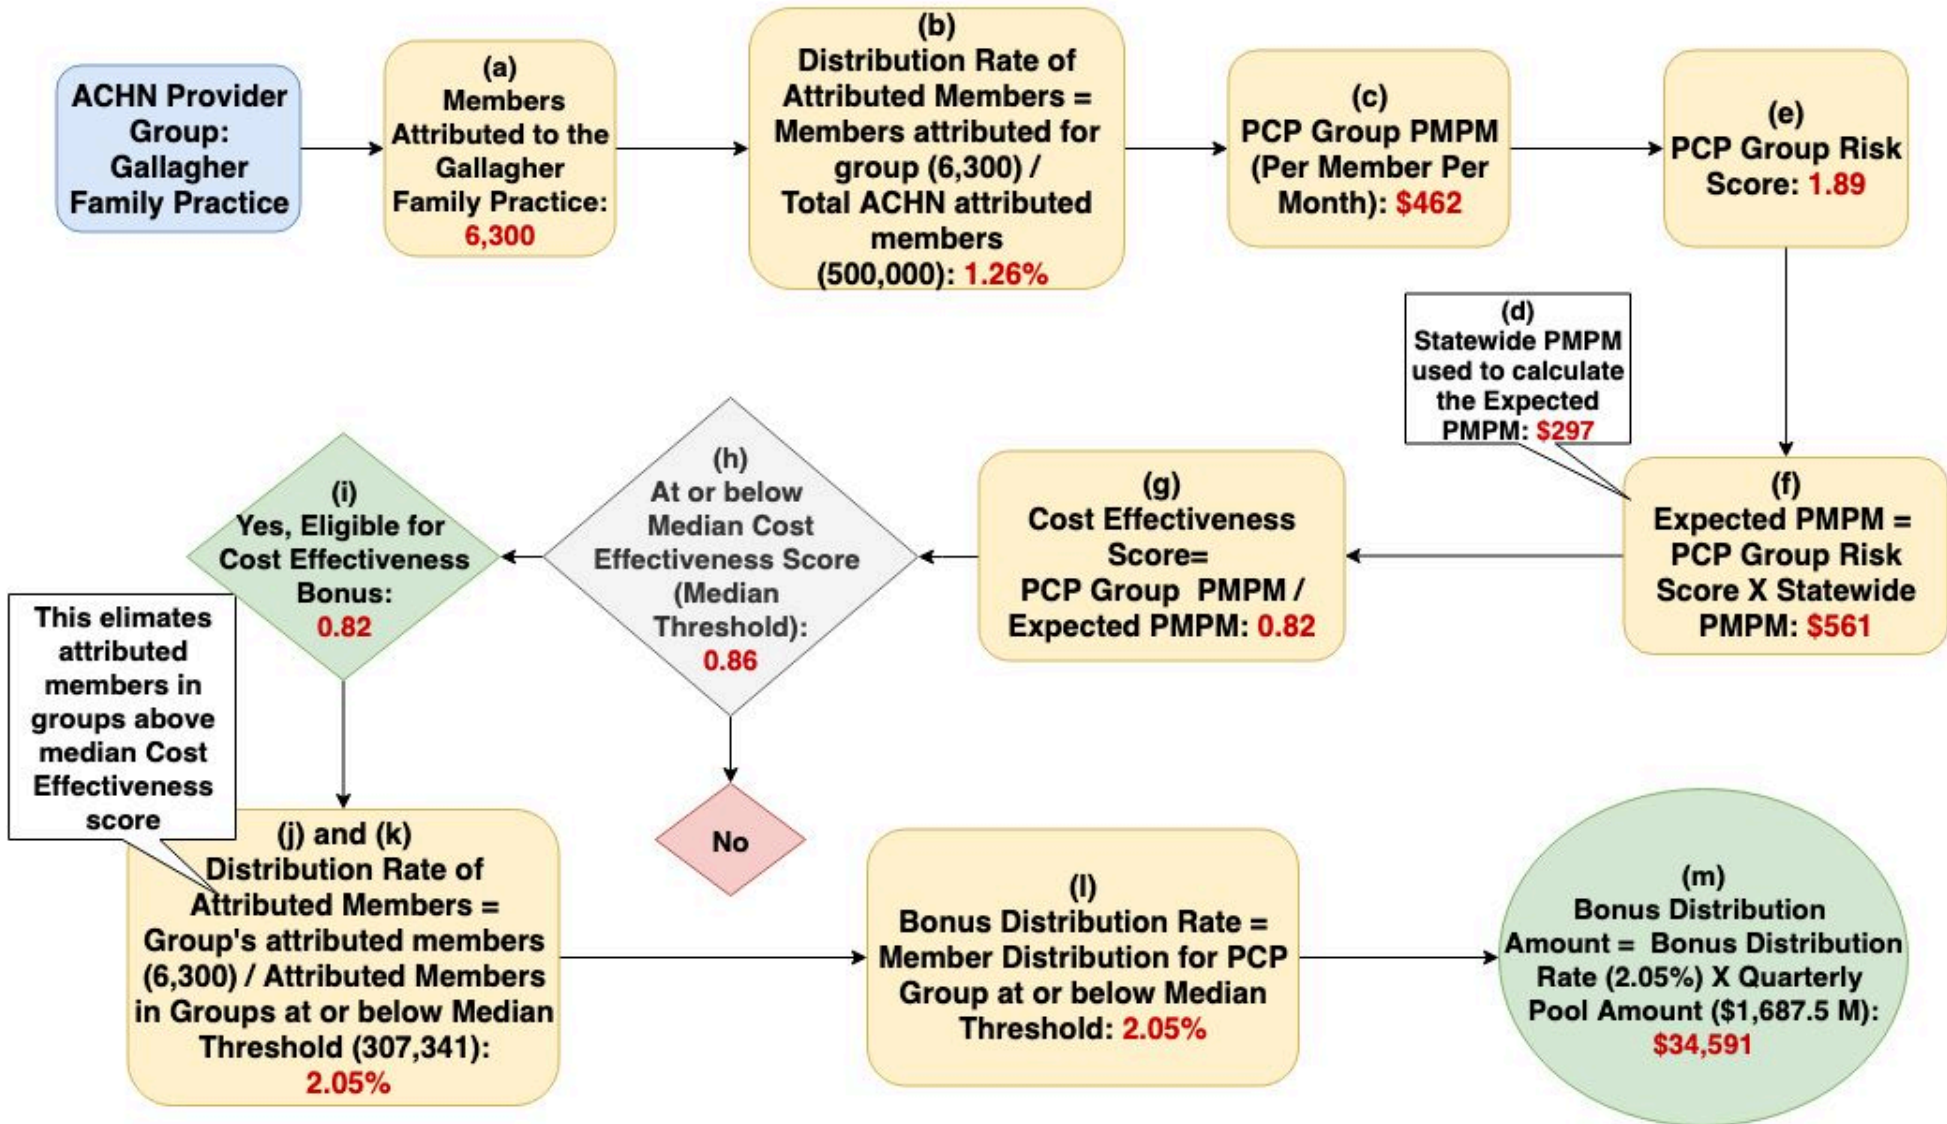 ACHN Provider
Group:
Gallagher
Family Practice
(a)
Members
Attributed to the
Gallagher
Family Practice:
6,300
(b)
Distribution Rate of
Attributed Members =
Members attributed for
group (6,300) /
Total ACHN attributed
members
(500,000): 1.26%
(c)
PCP Group PMPM
(Per Member Per
Month): $462
(e)
PCP Group Risk
Score: 1.89
(d)
Statewide PMPM
used to calculate
the Expected
PMPM: $297
(f)
Expected PMPM =
PCP Group Risk
Score X Statewide
PMPM: $561
(g)
Cost Effectiveness
Score=
PCP Group PMPM /
Expected PMPM: 0.82
(h)
At or below
Median Cost
Effectiveness Score
(Median
Threshold):
0.86
(i)
Yes, Eligible for
Cost Effectiveness
Bonus:
0.82
This elimates
attributed
members in
groups above
median Cost
Effectiveness
score
No
(j) and (k)
Distribution Rate of
Attributed Members =
Group's attributed members
(6,300) / Attributed Members
in Groups at or below Median
Threshold (307,341):
2.05%
(l)
Bonus Distribution Rate =
Member Distribution for PCP
Group at or below Median
Threshold: 2.05%
(m)
Bonus Distribution
Amount = Bonus Distribution
Rate (2.05%) X Quarterly
Pool Amount ($1,687.5 M):
$34,591